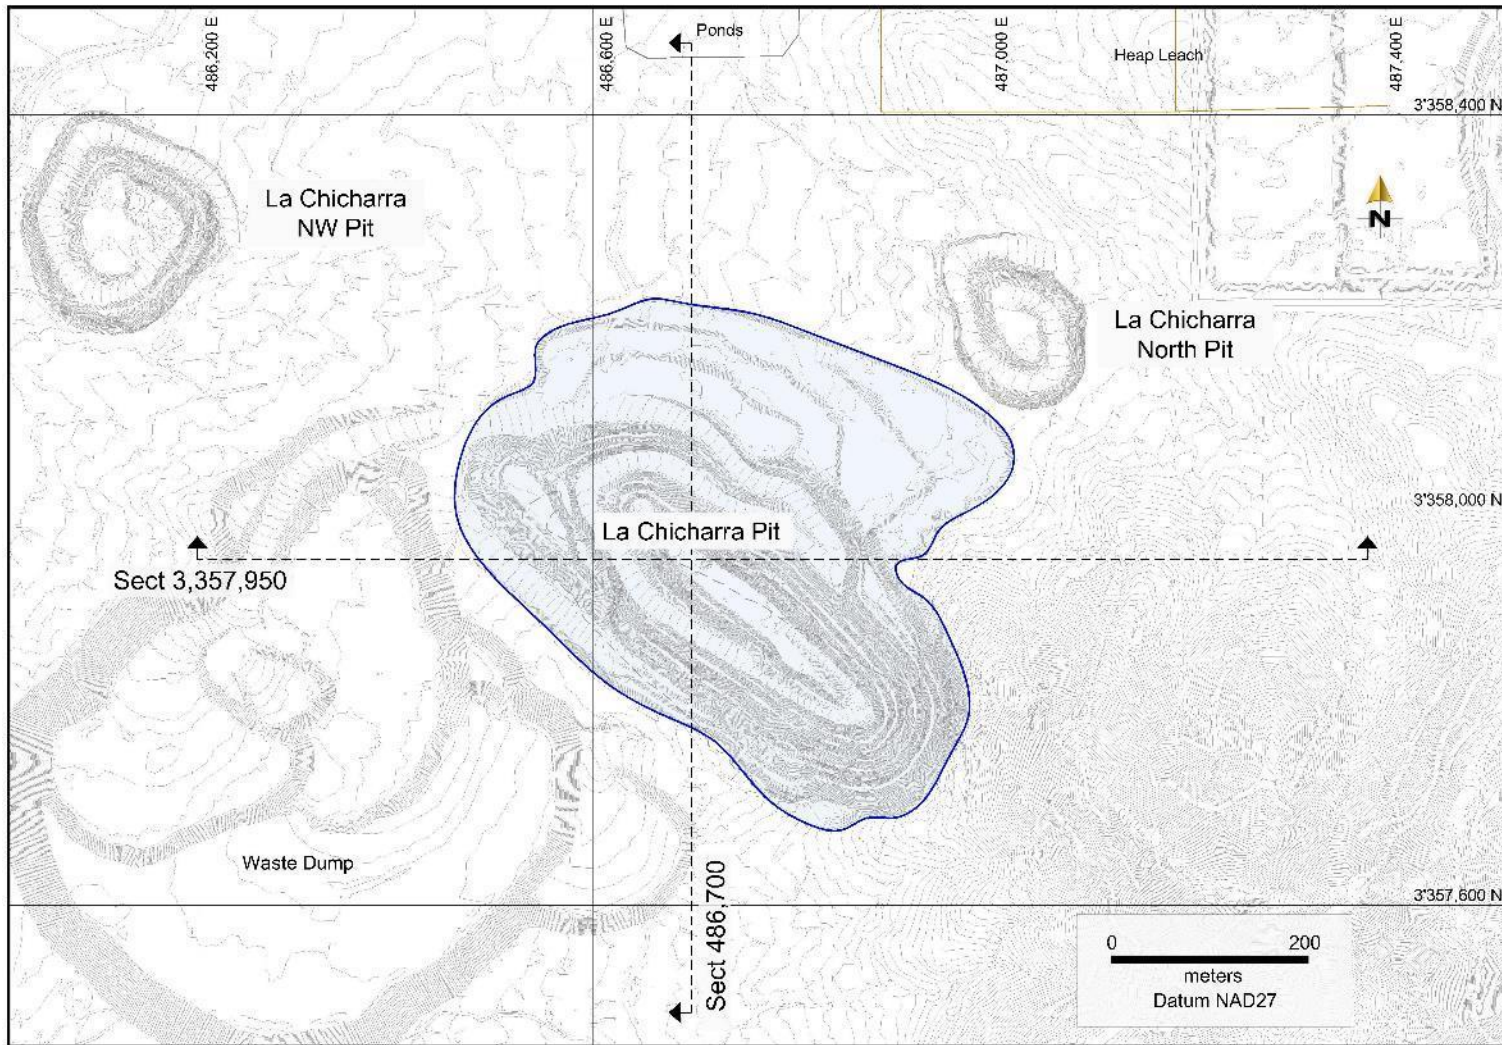 486,200 E
486,600 E
Ponds
487,000 E
Heap Leach
487,400 E
3'358,400 N
La Chicharra
NW Pit
N
La Chicharra
North Pit
3'358,000 N
La Chicharra Pit
Sect 3,357,950
Waste Dump
Sect 486,700
3'357,600 N
0 200
meters
Datum NAD27